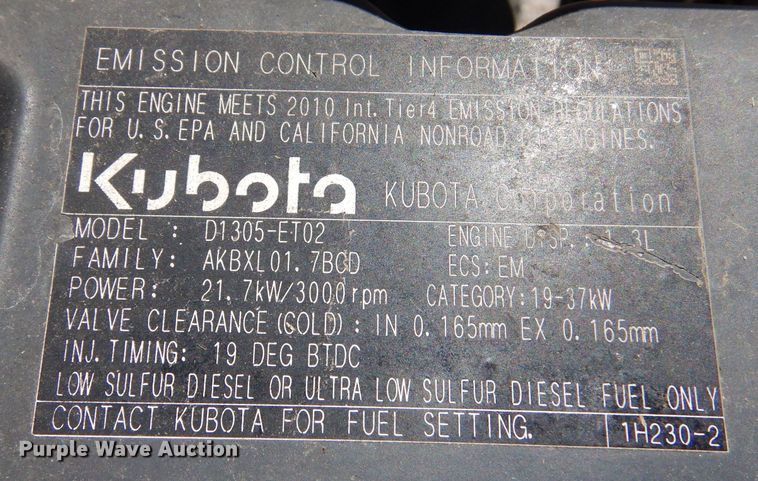 EMISSION CONTROL INFORMATION
THIS ENGINE MEETS 2010 Int. Tier4 EMISSION REGULATIONS
FOR U.S. EPA AND CALIFORNIA NONROAD ENGINES.
Kubota KUBOTA Corporation
MODEL: D1305-ET02 ENGINE DISP.: 1.3L
FAMILY: AKBXL01.7BCD ECS: EM
POWER: 21.7kW/3000rpm CATEGORY: 19-37kW
VALVE CLEARANCE (COLD): IN 0.165mm EX 0.165mm
INJ. TIMING: 19 DEG BTDC
LOW SULFUR DIESEL OR ULTRA LOW SULFUR DIESEL FUEL ONLY
CONTACT KUBOTA FOR FUEL SETTING. 1H230-2
Purple Wave Auction